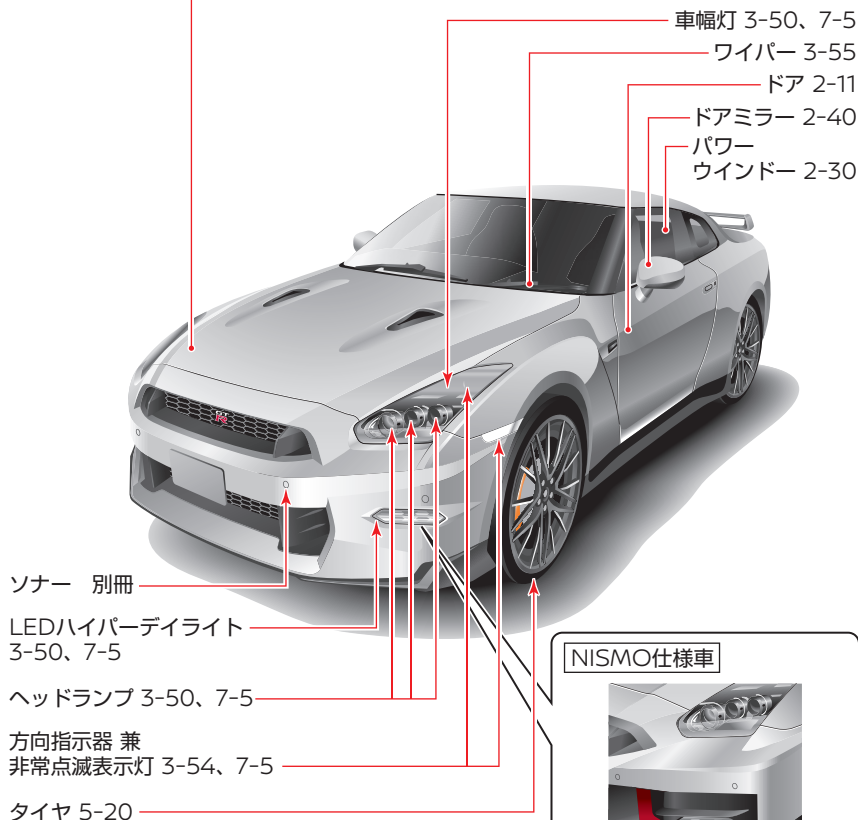 車幅灯 3-50、7-5
ワイパー 3-55
ドア 2-11
ドアミラー 2-40
パワー
ウインドー 2-30
GT
R
ソナー　別冊
LEDハイパーデイライト
3-50、7-5
ヘッドランプ 3-50、7-5
方向指示器 兼
非常点滅表示灯 3-54、7-5
タイヤ 5-20
NISMO仕様車